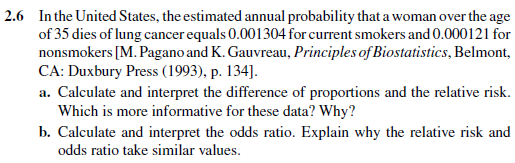 2.6 In the United States, the estimated annual probability that a woman over the age
of 35 dies of lung cancer equals 0.001304 for current smokers and 0.000121 for
nonsmokers [M. Pagano and K. Gauvreau, Principles of Biostatistics, Belmont,
CA: Duxbury Press (1993), p. 134].
a. Calculate and interpret the difference of proportions and the relative risk.
Which is more informative for these data? Why?
b. Calculate and interpret the odds ratio. Explain why the relative risk and
odds ratio take similar values.